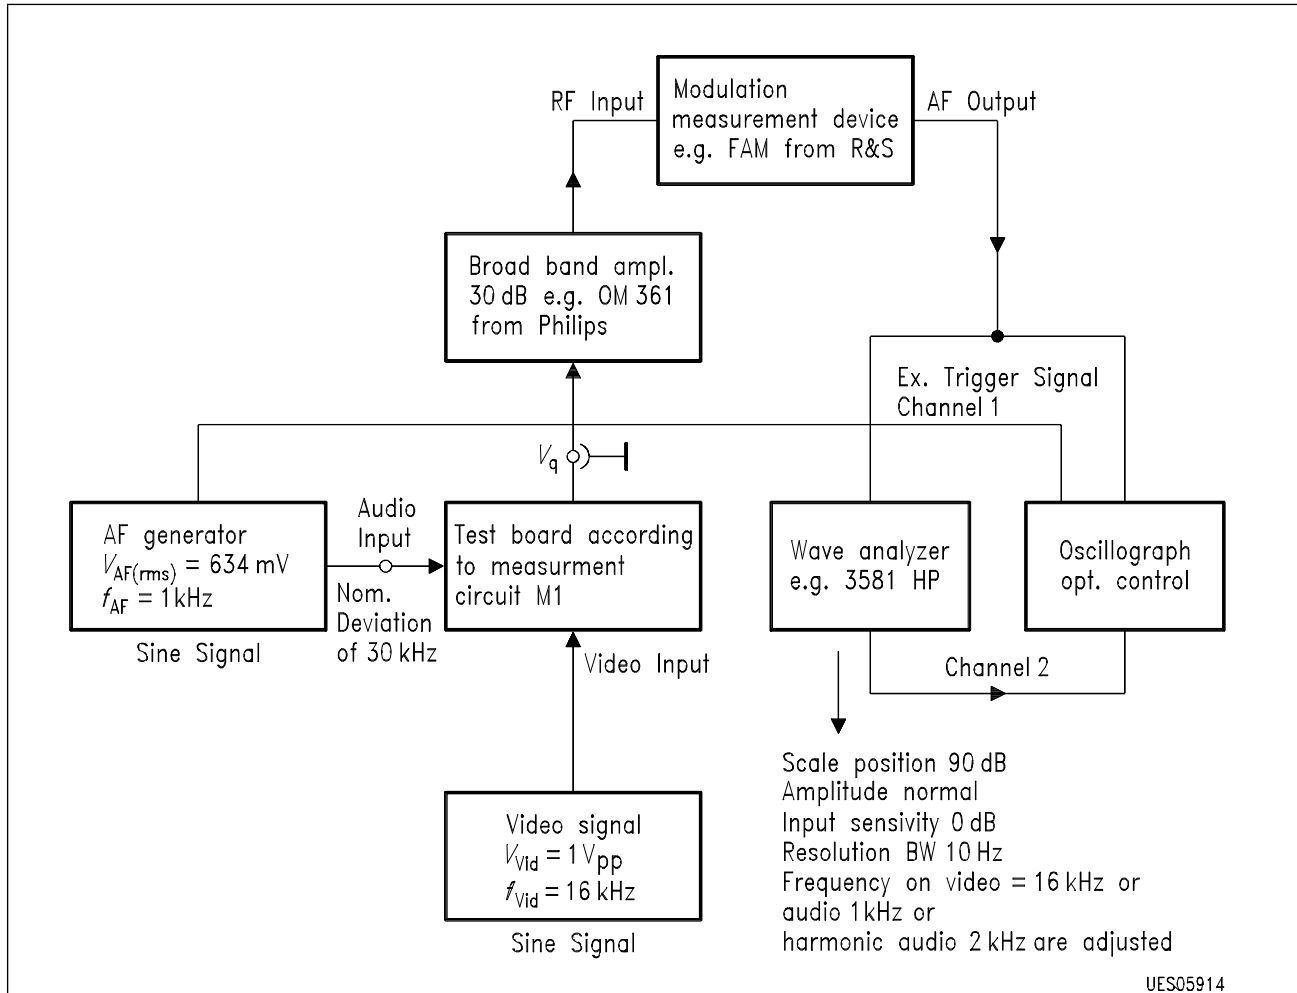 RF Input
Modulation
measurement device
e.g. FAM from R&S
AF Output
Broad band ampl.
30 dB e.g. OM 361
from Philips
Ex. Trigger Signal
Channel 1
Vq
AF generator
VAF(rms) = 634 mV
fAF = 1 kHz
Sine Signal
Audio
Input
Nom.
Deviation
of 30 kHz
Test board according
to measurment
circuit M1
Video Input
Wave analyzer
e.g. 3581 HP
Oscillograph
opt. control
Channel 2
Video signal
VVid = 1 Vpp
fVid = 16 kHz
Sine Signal
Scale position 90 dB
Amplitude normal
Input sensivity 0 dB
Resolution BW 10 Hz
Frequency on video = 16 kHz or
audio 1 kHz or
harmonic audio 2 kHz are adjusted
UES05914